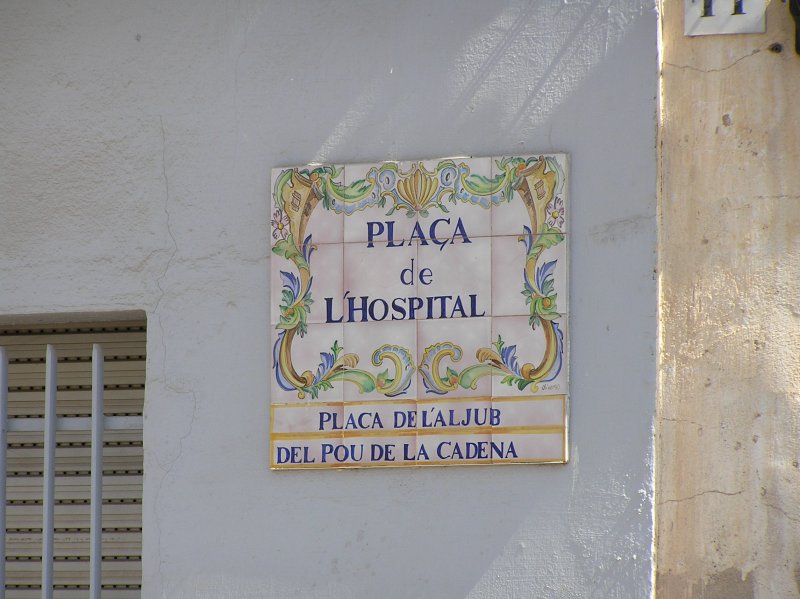 PLAÇA
de
L'HOSPITAL
PLACA DE L'ALJUB
DEL POU DE LA CADENA